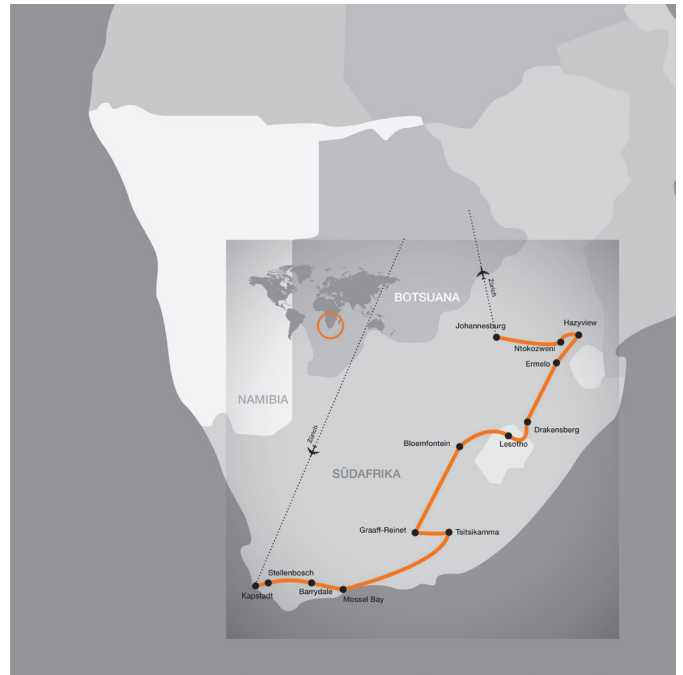 BOTSUANA
Zürich
Johannesburg
Hazyview
Ntokozweni
Ermelo
NAMIBIA
Drakensberg
Zürich
Bloemfontein
Lesotho
SÜDAFRIKA
Graaff-Reinet
Tsitsikamma
Stellenbosch
Barrydale
Kapstadt
Mossel Bay